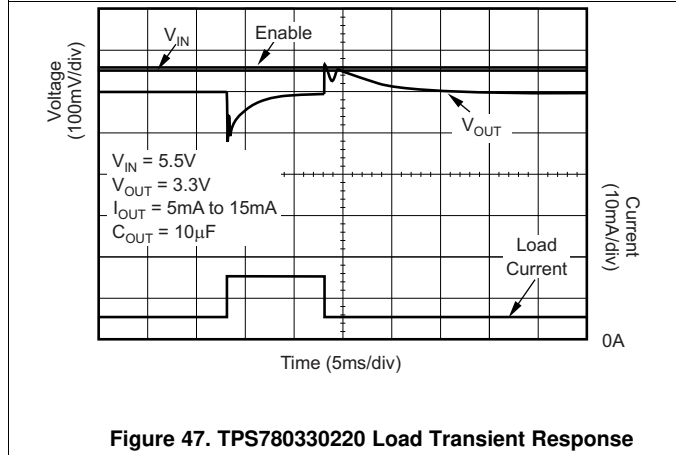 V_IN
Enable
Voltage
(100mV/div)
V_OUT
V_IN = 5.5V
V_OUT = 3.3V
I_OUT = 5mA to 15mA
C_OUT = 10μF
Load
Current
Current
(10mA/div)
0A
Time (5ms/div)
Figure 47. TPS780330220 Load Transient Response